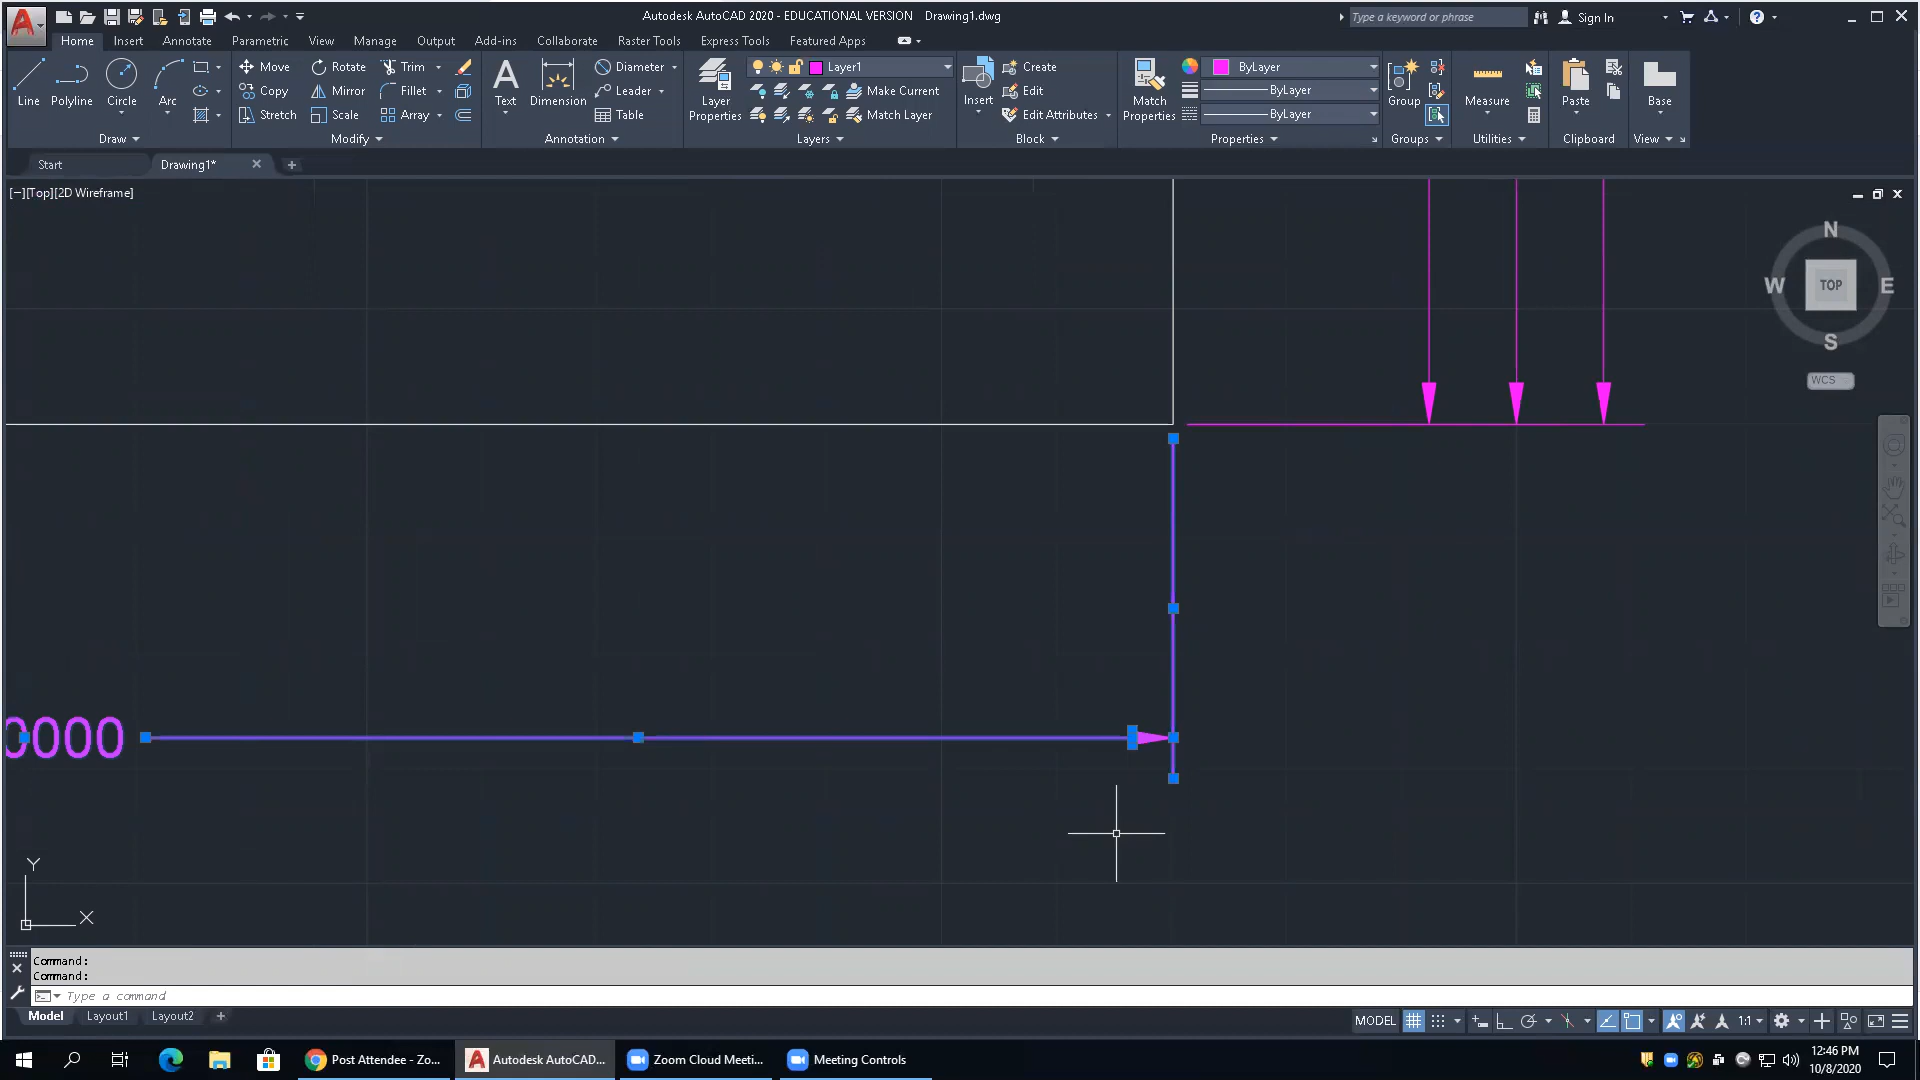 Autodesk AutoCAD 2020 - EDUCATIONAL VERSION Drawing1.dwg
Type a keyword or phrase
Sign In
Home Insert Annotate Parametric View Manage Output Add-ins Collaborate Raster Tools Express Tools Featured Apps
Line Polyline Circle Arc
Move Rotate Trim
Copy Mirror Fillet
Stretch Scale Array
Text Dimension
Diameter
Leader
Table
Layer Properties
Layer1
Make Current
Match Layer
Insert
Create
Edit
Edit Attributes
Match Properties
ByLayer
ByLayer
ByLayer
Group
Measure
Paste
Base
Draw Modify Annotation Layers Block Properties Groups Utilities Clipboard View
Start Drawing1*
[−][Top][2D Wireframe]
N
W TOP E
S
WCS
0000
Y
X
Command:
Command:
Type a command
Model Layout1 Layout2
MODEL 1:1
Post Attendee - Zo...
Autodesk AutoCAD...
Zoom Cloud Meeti...
Meeting Controls
12:46 PM
10/8/2020